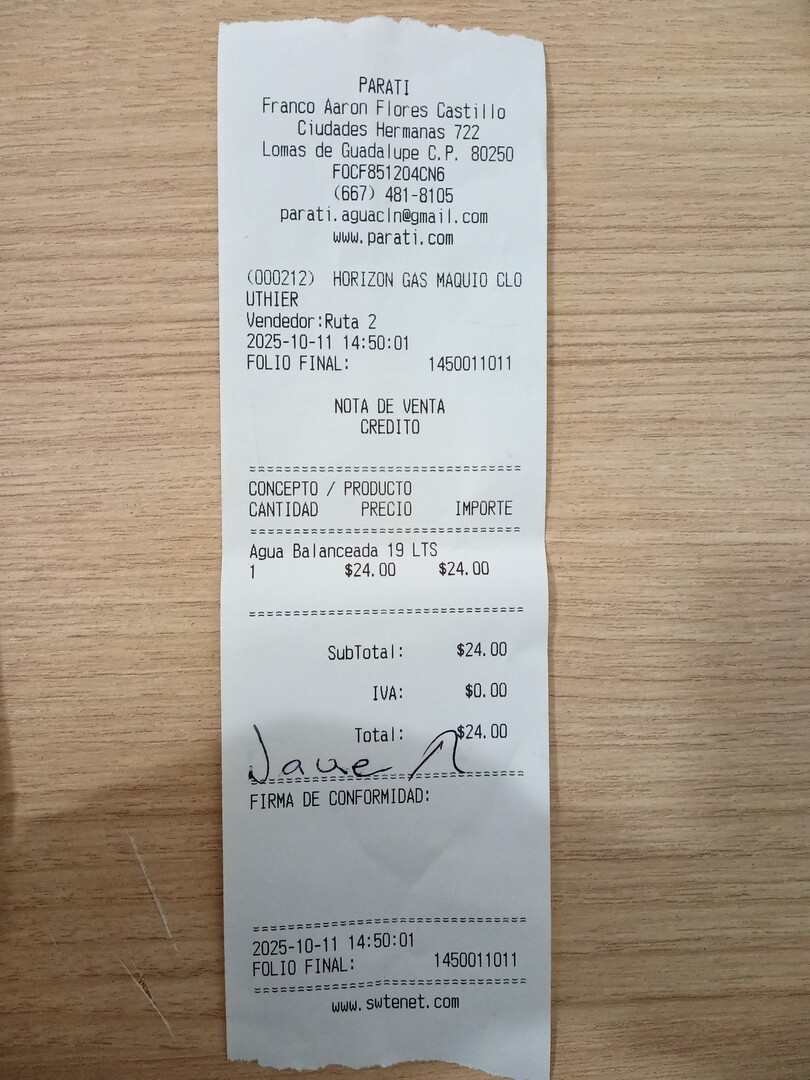 PARATI
Franco Aaron Flores Castillo
Ciudades Hermanas 722
Lomas de Guadalupe C.P. 80250
FOCF851204CN6
(667) 481-8105
parati.aguacln@gmail.com
www.parati.com
(000212) HORIZON GAS MAQUIO CLO
UTHIER
Vendedor:Ruta 2
2025-10-11 14:50:01
FOLIO FINAL: 1450011011
NOTA DE VENTA
CREDITO
CONCEPTO / PRODUCTO
CANTIDAD PRECIO IMPORTE
Agua Balanceada 19 LTS
1 $24.00 $24.00
SubTotal: $24.00
IVA: $0.00
Total: $24.00
FIRMA DE CONFORMIDAD:
2025-10-11 14:50:01
FOLIO FINAL: 1450011011
www.swtenet.com